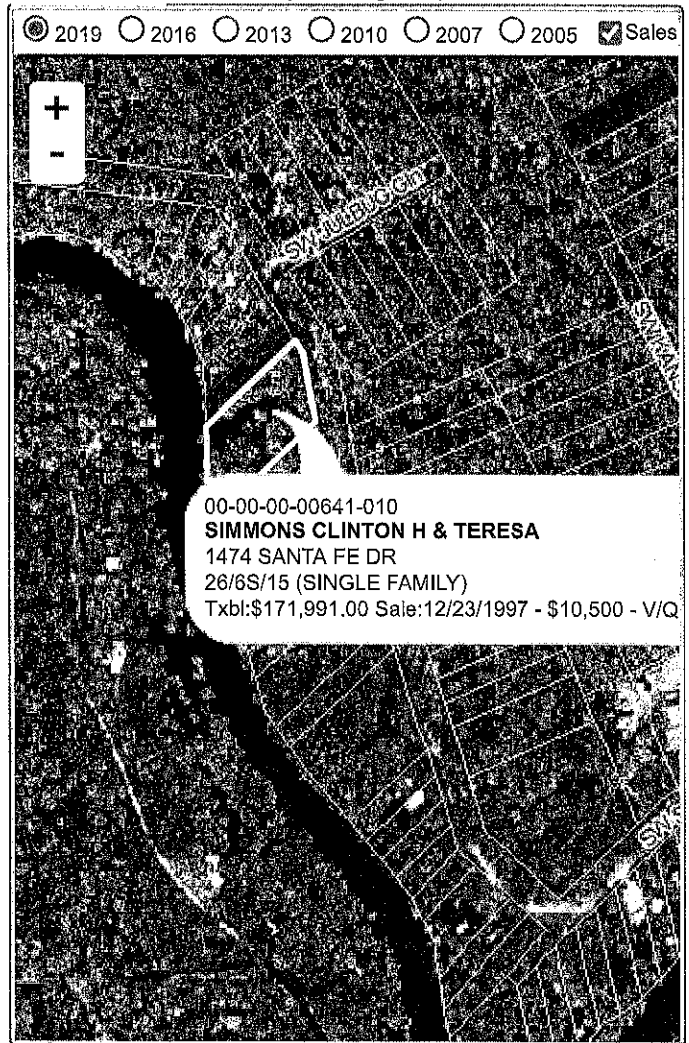 2019 2016 2013 2010 2007 2005 Sales
+
-
00-00-00-00641-010
SIMMONS CLINTON H & TERESA
1474 SANTA FE DR
26/6S/15 (SINGLE FAMILY)
Txbl:$171,991.00 Sale:12/23/1997 - $10,500 - V/Q